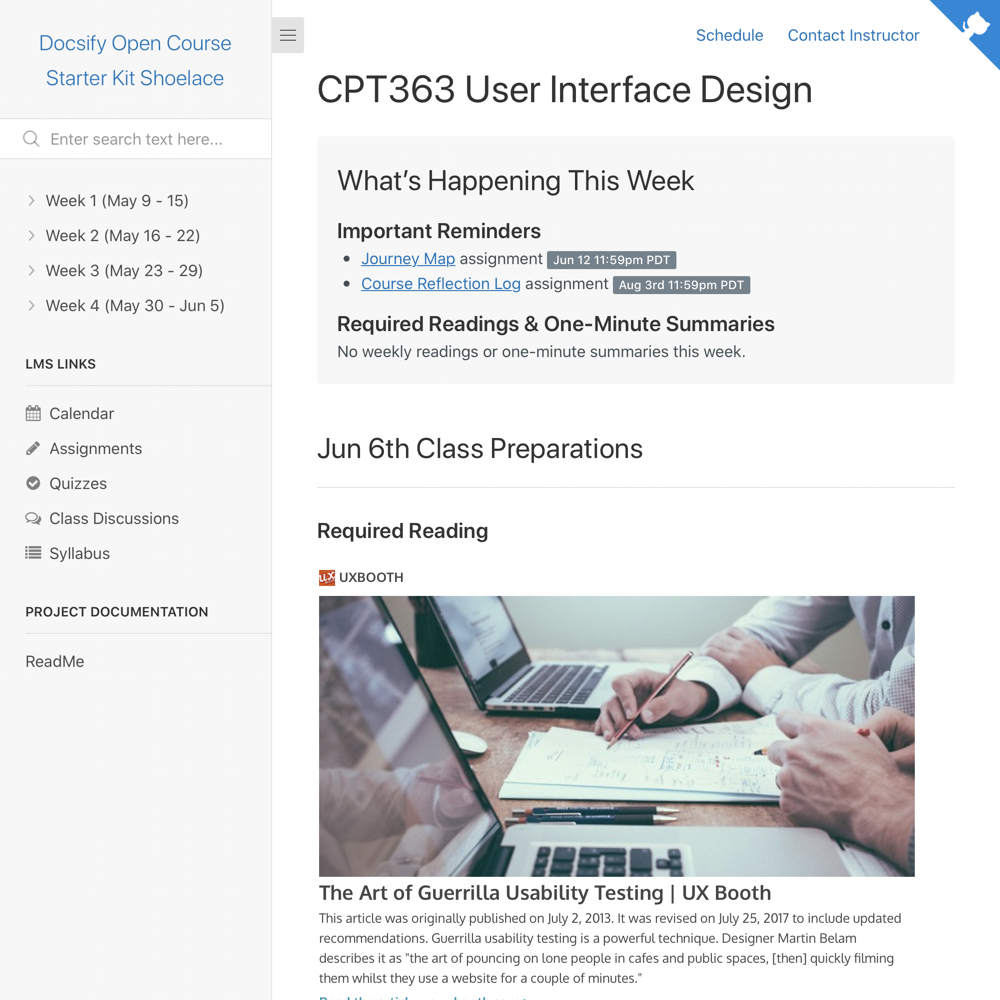 Docsify Open Course
Starter Kit Shoelace
Enter search text here...
Week 1 (May 9 - 15)
Week 2 (May 16 - 22)
Week 3 (May 23 - 29)
Week 4 (May 30 - Jun 5)
LMS LINKS
Calendar
Assignments
Quizzes
Class Discussions
Syllabus
PROJECT DOCUMENTATION
ReadMe
Schedule Contact Instructor
CPT363 User Interface Design
What’s Happening This Week
Important Reminders
Journey Map assignment Jun 12 11:59pm PDT
Course Reflection Log assignment Aug 3rd 11:59pm PDT
Required Readings & One-Minute Summaries
No weekly readings or one-minute summaries this week.
Jun 6th Class Preparations
Required Reading
ux UXBOOTH
The Art of Guerrilla Usability Testing | UX Booth
This article was originally published on July 2, 2013. It was revised on July 25, 2017 to include updated
recommendations. Guerrilla usability testing is a powerful technique. Designer Martin Belam
describes it as "the art of pouncing on lone people in cafes and public spaces, [then] quickly filming
them whilst they use a website for a couple of minutes."